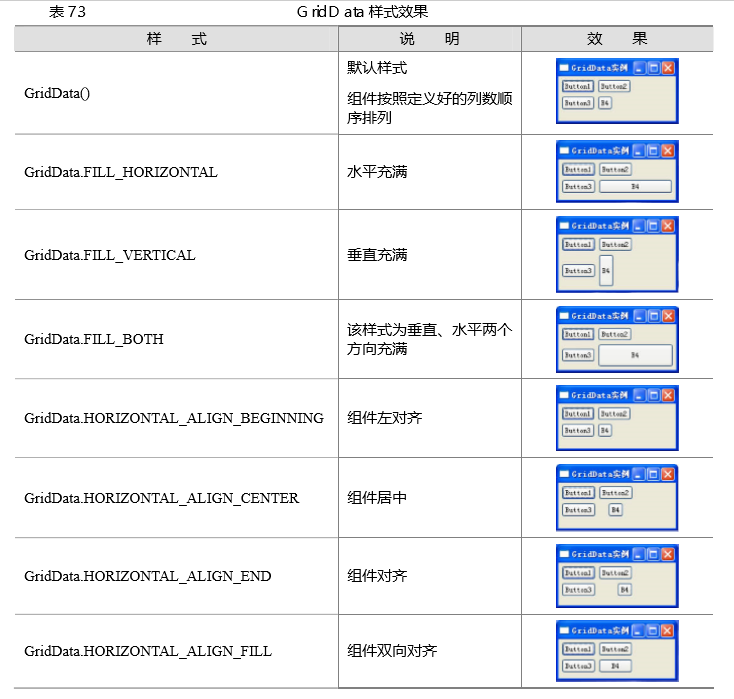 表 7.3 GridData 样式效果
样 式 说 明 效 果
GridData()
默认样式
组件按照定义好的列数顺
序排列
GridData实例
Button1 Button2
Button3 B4
GridData.FILL_HORIZONTAL
水平充满
GridData实例
Button1 Button2
Button3 B4
GridData.FILL_VERTICAL
垂直充满
GridData实例
Button1 Button2
Button3 B4
GridData.FILL_BOTH
该样式为垂直、水平两个
方向充满
GridData实例
Button1 Button2
Button3 B4
GridData.HORIZONTAL_ALIGN_BEGINNING
组件左对齐
GridData实例
Button1 Button2
Button3 B4
GridData.HORIZONTAL_ALIGN_CENTER
组件居中
GridData实例
Button1 Button2
Button3 B4
GridData.HORIZONTAL_ALIGN_END
组件对齐
GridData实例
Button1 Button2
Button3 B4
GridData.HORIZONTAL_ALIGN_FILL
组件双向对齐
GridData实例
Button1 Button2
Button3 B4